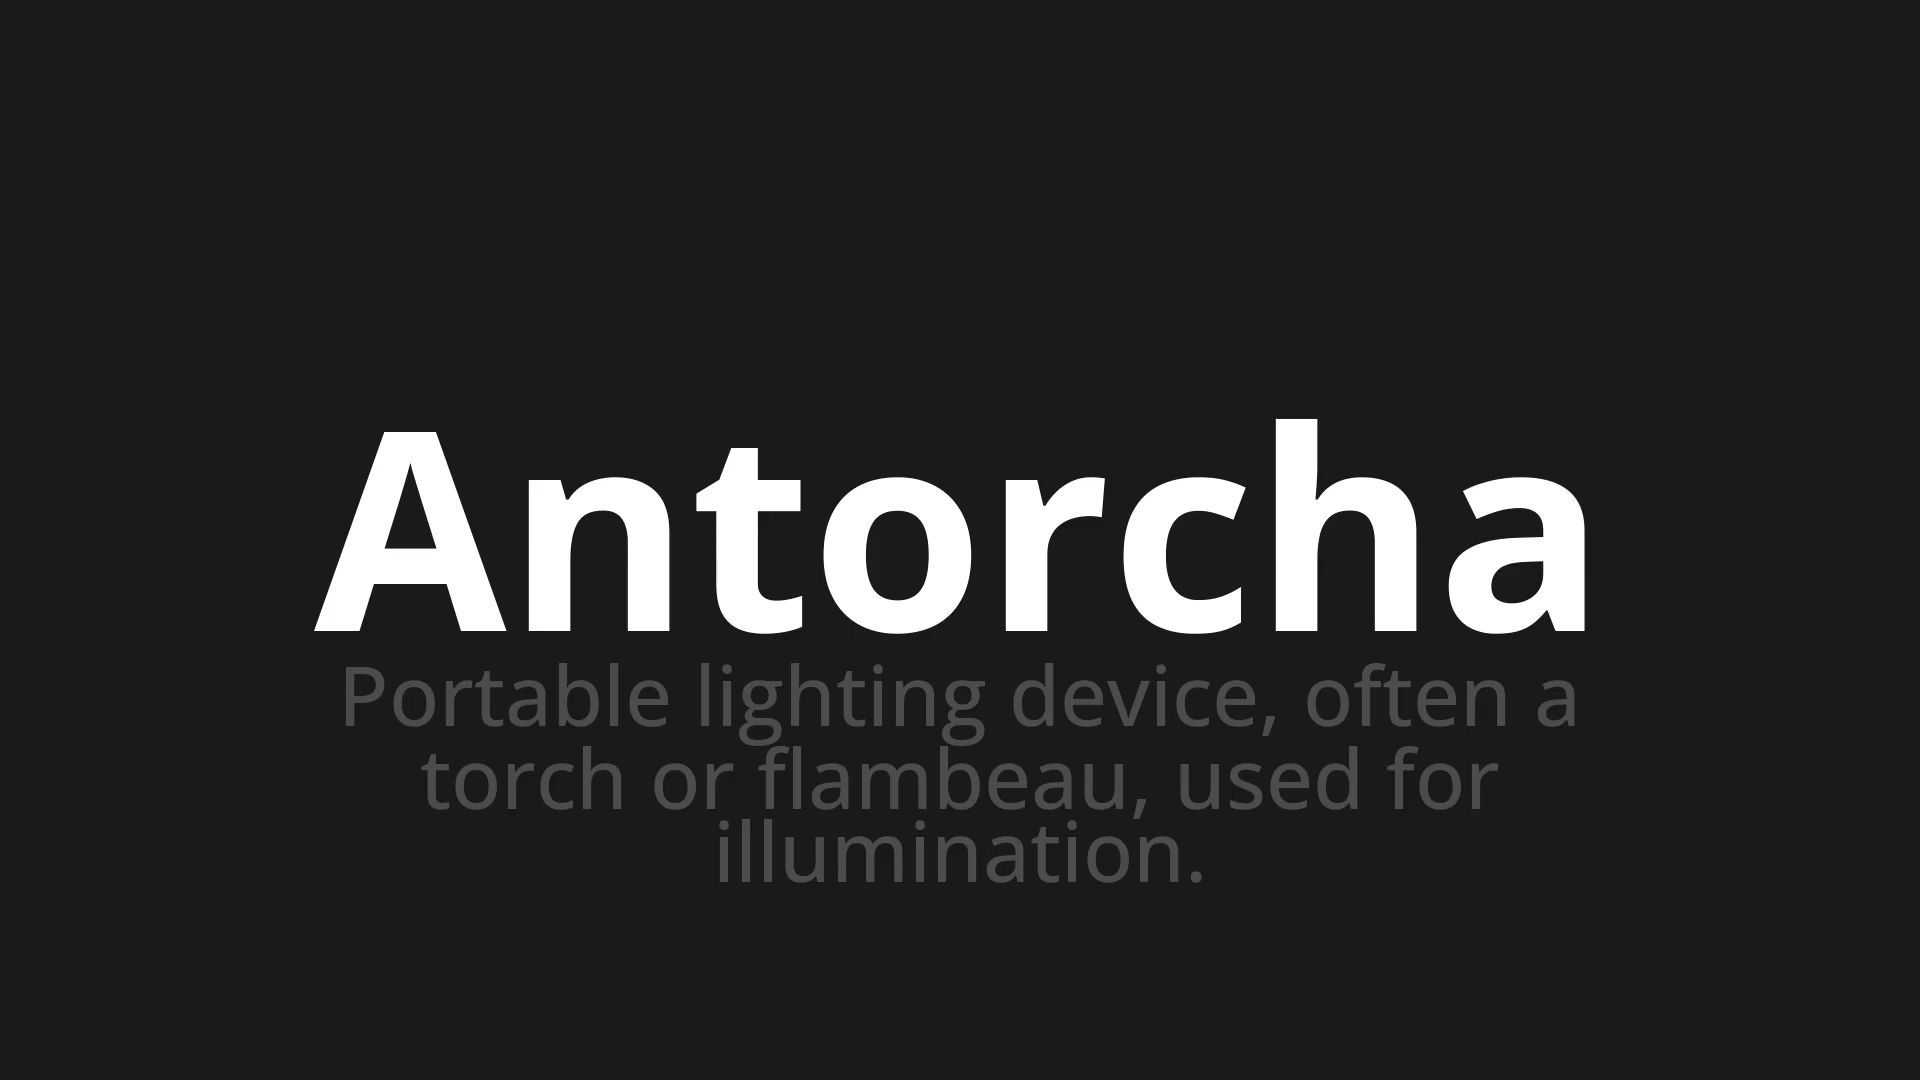 Antorcha
Portable lighting device, often a
torch or flambeau, used for
illumination.